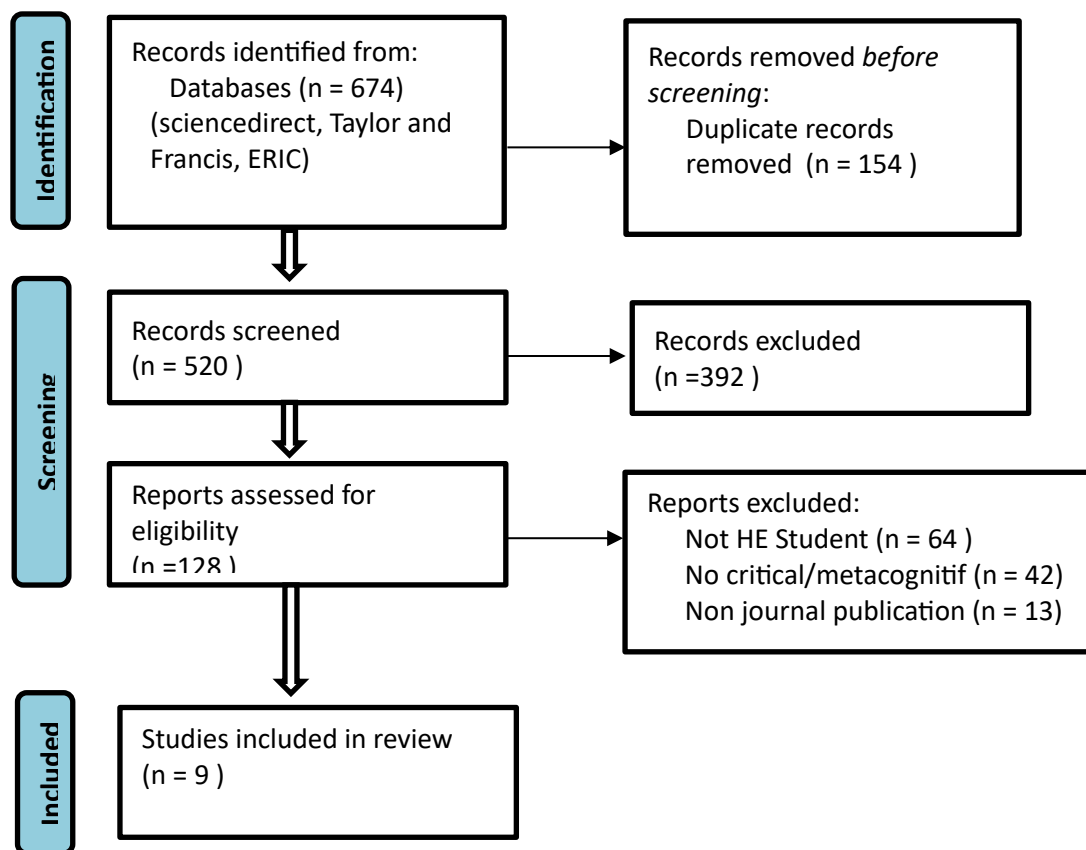 Identification
Records identified from:
Databases (n = 674)
(sciencedirect, Taylor and
Francis, ERIC)
Records removed before
screening:
Duplicate records
removed (n = 154 )
Screening
Records screened
(n = 520 )
Records excluded
(n =392 )
Reports assessed for
eligibility
(n =128 )
Reports excluded:
Not HE Student (n = 64 )
No critical/metacognitif (n = 42)
Non journal publication (n = 13)
Included
Studies included in review
(n = 9 )